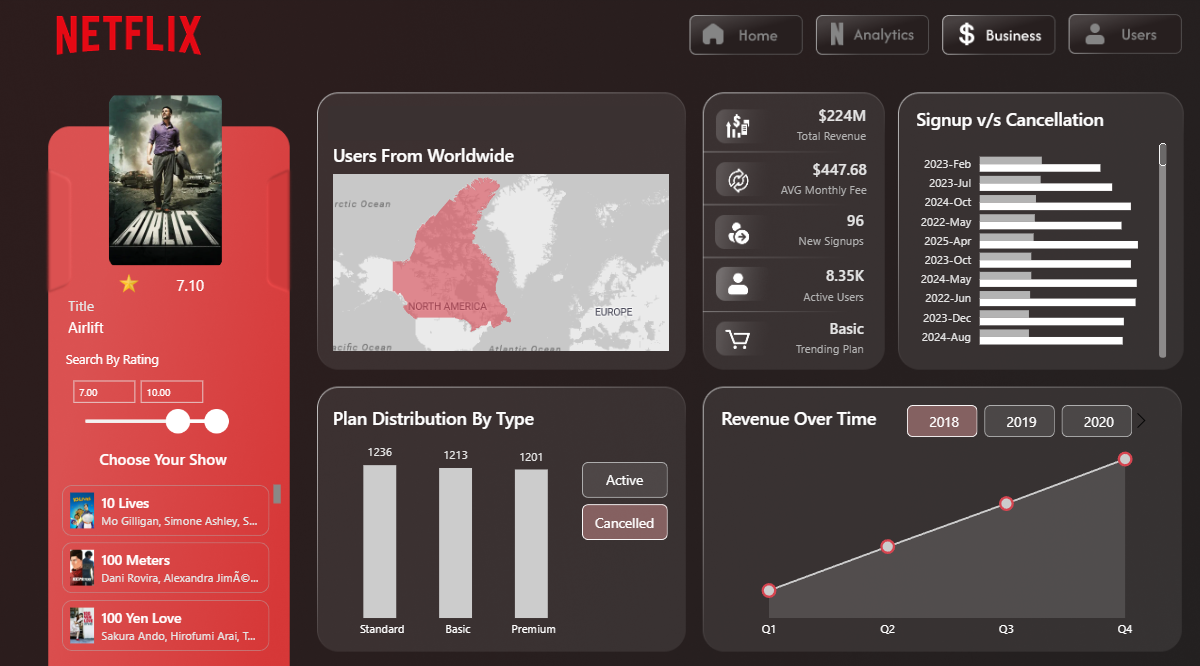 NETFLIX
Home
Analytics
Business
Users
AIRLIFT
7.10
Title
Airlift
Search By Rating
7.00
10.00
Choose Your Show
10 Lives
Mo Gilligan, Simone Ashley, S...
100 Meters
Dani Rovira, Alexandra JimÃ©...
100 Yen Love
Sakura Ando, Hirofumi Arai, T...
Users From Worldwide
rctic Ocean
NORTH AMERICA
EUROPE
acific Ocean
Atlantic Ocean
$224M
Total Revenue
$447.68
AVG Monthly Fee
96
New Signups
8.35K
Active Users
Basic
Trending Plan
Signup v/s Cancellation
2023-Feb
2023-Jul
2024-Oct
2022-May
2025-Apr
2023-Oct
2024-May
2022-Jun
2023-Dec
2024-Aug
Plan Distribution By Type
1236
1213
1201
Standard
Basic
Premium
Active
Cancelled
Revenue Over Time
2018
2019
2020
Q1
Q2
Q3
Q4